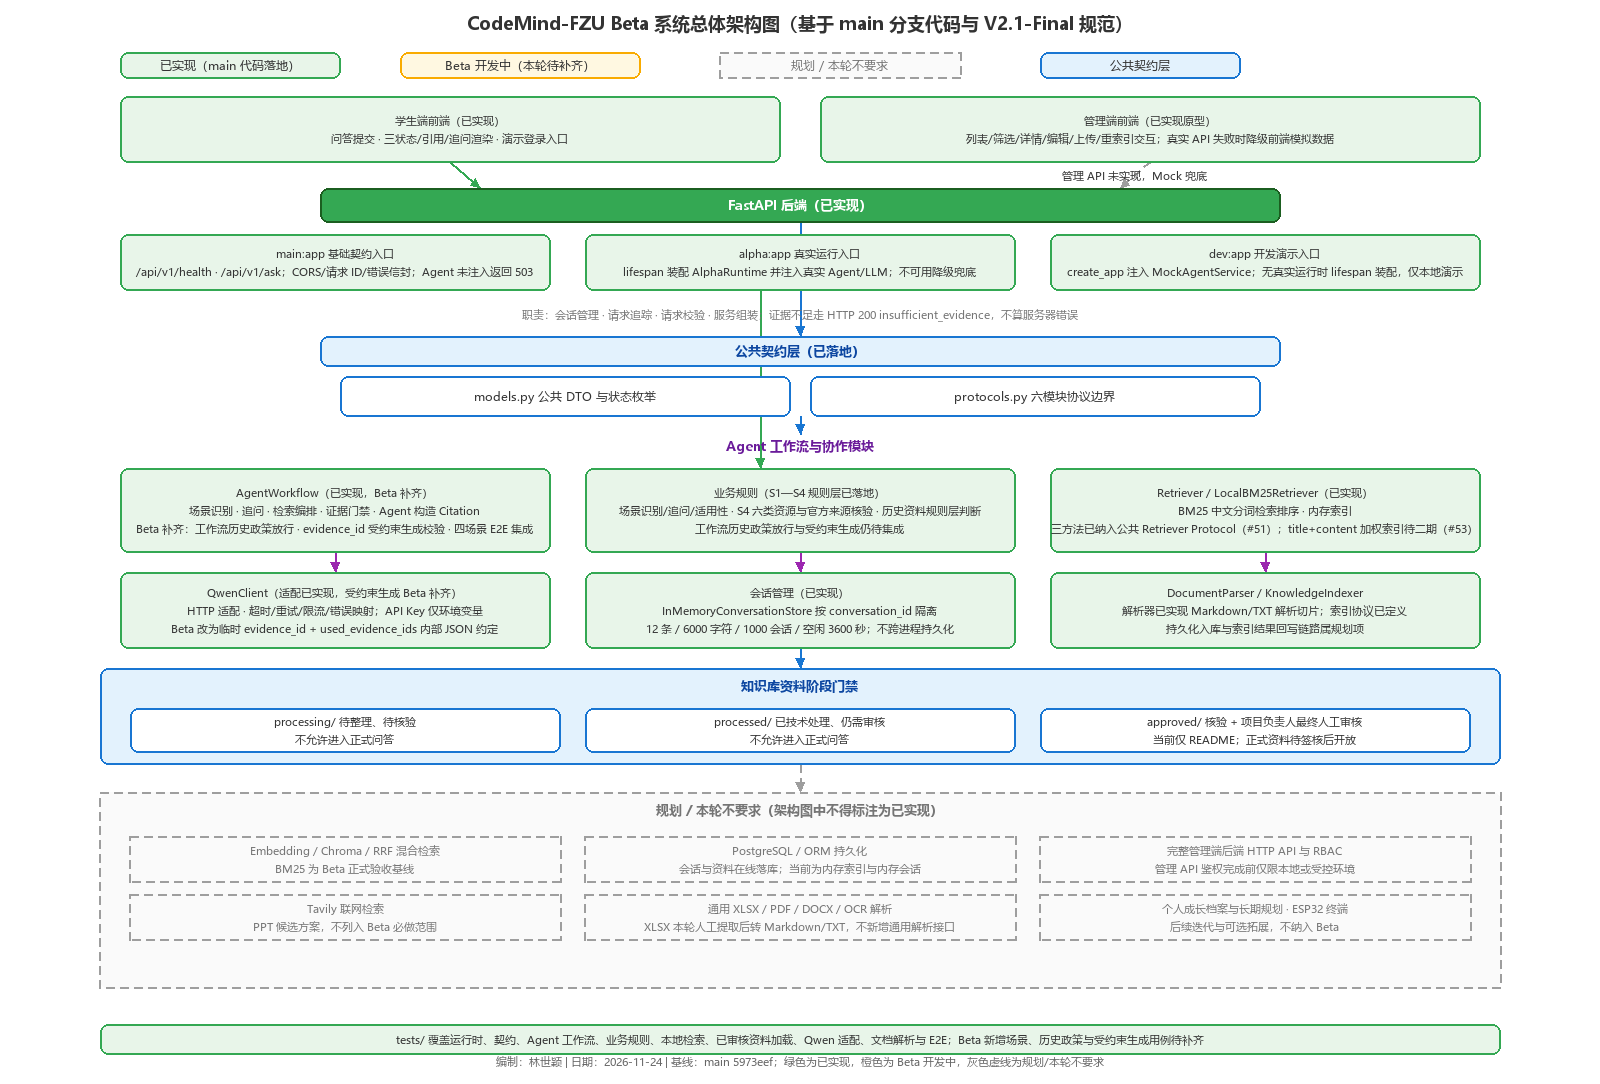 CodeMind-FZU Beta 系统总体架构图（基于 main 分支代码与 V2.1-Final 规范）
已实现（main 代码落地）
Beta 开发中（本轮待补齐）
规划 / 本轮不要求
公共契约层
学生端前端（已实现）
问答提交 · 三状态/引用/追问渲染 · 演示登录入口
管理端前端（已实现原型）
列表/筛选/详情/编辑/上传/重索引交互；真实 API 失败时降级前端模拟数据
管理 API 未实现，Mock 兜底
FastAPI 后端（已实现）
main:app 基础契约入口
/api/v1/health · /api/v1/ask；CORS/请求 ID/错误信封；Agent 未注入返回 503
alpha:app 真实运行入口
lifespan 装配 AlphaRuntime 并注入真实 Agent/LLM；不可用降级兜底
dev:app 开发演示入口
create_app 注入 MockAgentService；无真实运行时 lifespan 装配，仅本地演示
职责：会话管理 · 请求追踪 · 请求校验 · 服务组装　证据不足走 HTTP 200 insufficient_evidence，不算服务器错误
公共契约层（已落地）
models.py 公共 DTO 与状态枚举
protocols.py 六模块协议边界
Agent 工作流与协作模块
AgentWorkflow（已实现，Beta 补齐）
场景识别 · 追问 · 检索编排 · 证据门禁 · Agent 构造 Citation
Beta 补齐：工作流历史政策放行 · evidence_id 受约束生成校验 · 四场景 E2E 集成
业务规则（S1—S4 规则层已落地）
场景识别/追问/适用性 · S4 六类资源与官方来源核验 · 历史资料规则层判断
工作流历史政策放行与受约束生成仍待集成
Retriever / LocalBM25Retriever（已实现）
BM25 中文分词检索排序 · 内存索引
三方法已纳入公共 Retriever Protocol（#51）；title+content 加权索引待二期（#53）
QwenClient（适配已实现，受约束生成 Beta 补齐）
HTTP 适配 · 超时/重试/限流/错误映射；API Key 仅环境变量
Beta 改为临时 evidence_id + used_evidence_ids 内部 JSON 约定
会话管理（已实现）
InMemoryConversationStore 按 conversation_id 隔离
12 条 / 6000 字符 / 1000 会话 / 空闲 3600 秒；不跨进程持久化
DocumentParser / KnowledgeIndexer
解析器已实现 Markdown/TXT 解析切片；索引协议已定义
持久化入库与索引结果回写链路属规划项
知识库资料阶段门禁
processing/ 待整理、待核验
不允许进入正式问答
processed/ 已技术处理、仍需审核
不允许进入正式问答
approved/ 核验 + 项目负责人最终人工审核
当前仅 README；正式资料待签核后开放
规划 / 本轮不要求（架构图中不得标注为已实现）
Embedding / Chroma / RRF 混合检索
BM25 为 Beta 正式验收基线
PostgreSQL / ORM 持久化
会话与资料在线落库；当前为内存索引与内存会话
完整管理端后端 HTTP API 与 RBAC
管理 API 鉴权完成前仅限本地或受控环境
Tavily 联网检索
PPT 候选方案，不列入 Beta 必做范围
通用 XLSX / PDF / DOCX / OCR 解析
XLSX 本轮人工提取后转 Markdown/TXT，不新增通用解析接口
个人成长档案与长期规划 · ESP32 终端
后续迭代与可选拓展，不纳入 Beta
tests/ 覆盖运行时、契约、Agent 工作流、业务规则、本地检索、已审核资料加载、Qwen 适配、文档解析与 E2E；Beta 新增场景、历史政策与受约束生成用例待补齐
编制：林世颖 | 日期：2026-11-24 | 基线：main 5973eef；绿色为已实现，橙色为 Beta 开发中，灰色虚线为规划/本轮不要求